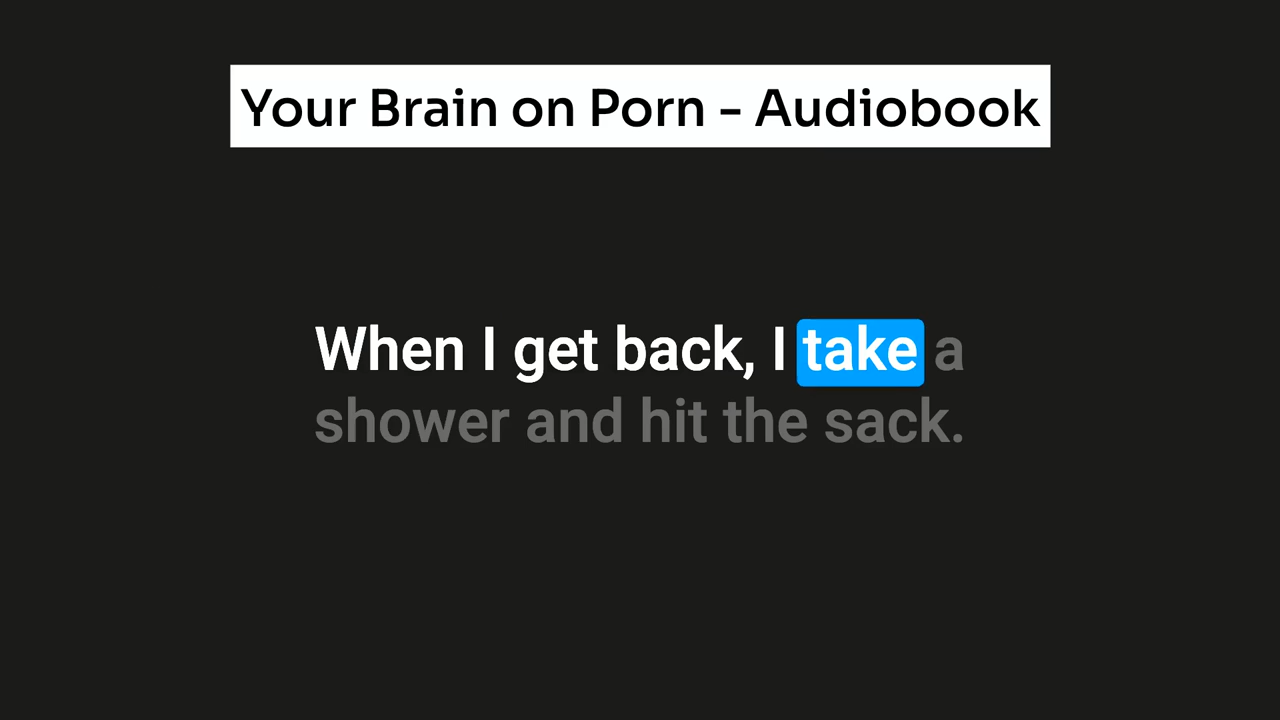 Your Brain on Porn - Audiobook
When I get back, I take a
shower and hit the sack.